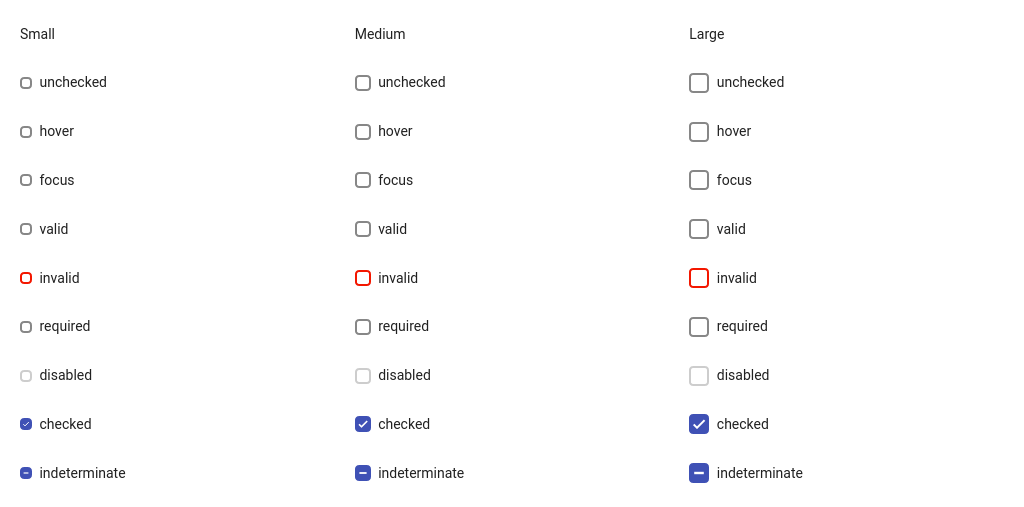 Small Medium Large
unchecked unchecked unchecked
hover hover hover
focus focus focus
valid valid valid
invalid invalid invalid
required required required
disabled disabled disabled
checked checked checked
indeterminate indeterminate indeterminate